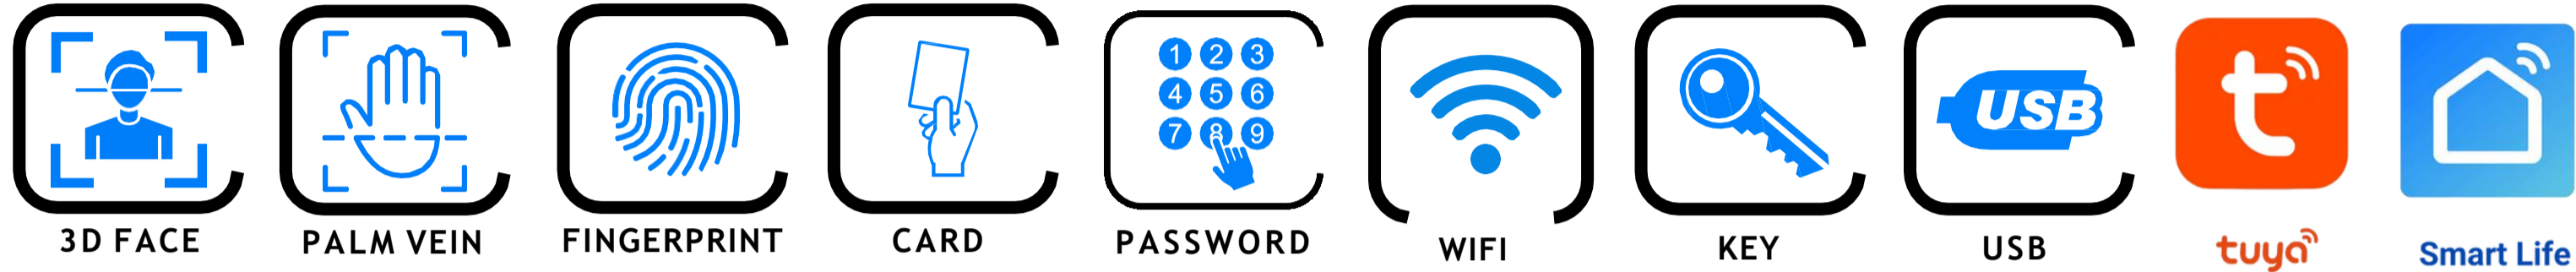 1 2 3
4 5 6
7 8 9
USB
t
3D FACE
PALM VEIN
FINGERPRINT
CARD
PASSWORD
WIFI
KEY
USB
tuya
Smart Life